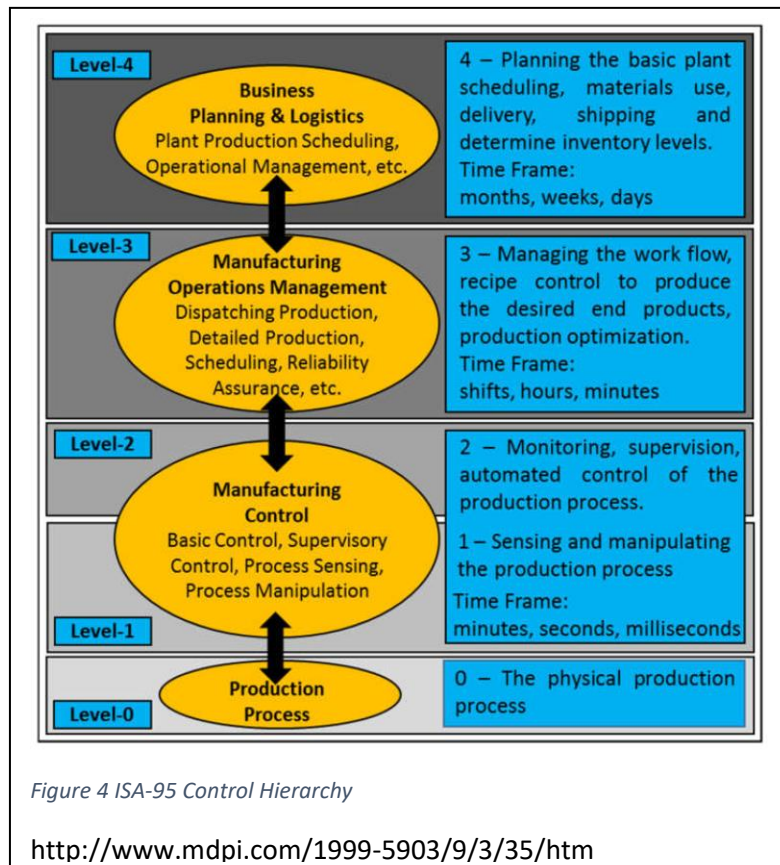 Level-4
Business
Planning & Logistics
Plant Production Scheduling,
Operational Management, etc.
4 – Planning the basic plant
scheduling, materials use,
delivery, shipping and
determine inventory levels.
Time Frame:
months, weeks, days
Level-3
Manufacturing
Operations Management
Dispatching Production,
Detailed Production,
Scheduling, Reliability
Assurance, etc.
3 – Managing the work flow,
recipe control to produce
the desired end products,
production optimization.
Time Frame:
shifts, hours, minutes
Level-2
Manufacturing
Control
Basic Control, Supervisory
Control, Process Sensing,
Process Manipulation
Level-1
2 – Monitoring, supervision,
automated control of the
production process.
1 – Sensing and manipulating
the production process
Time Frame:
minutes, seconds, milliseconds
Level-0
Production
Process
0 – The physical production
process
Figure 4 ISA-95 Control Hierarchy
http://www.mdpi.com/1999-5903/9/3/35/htm